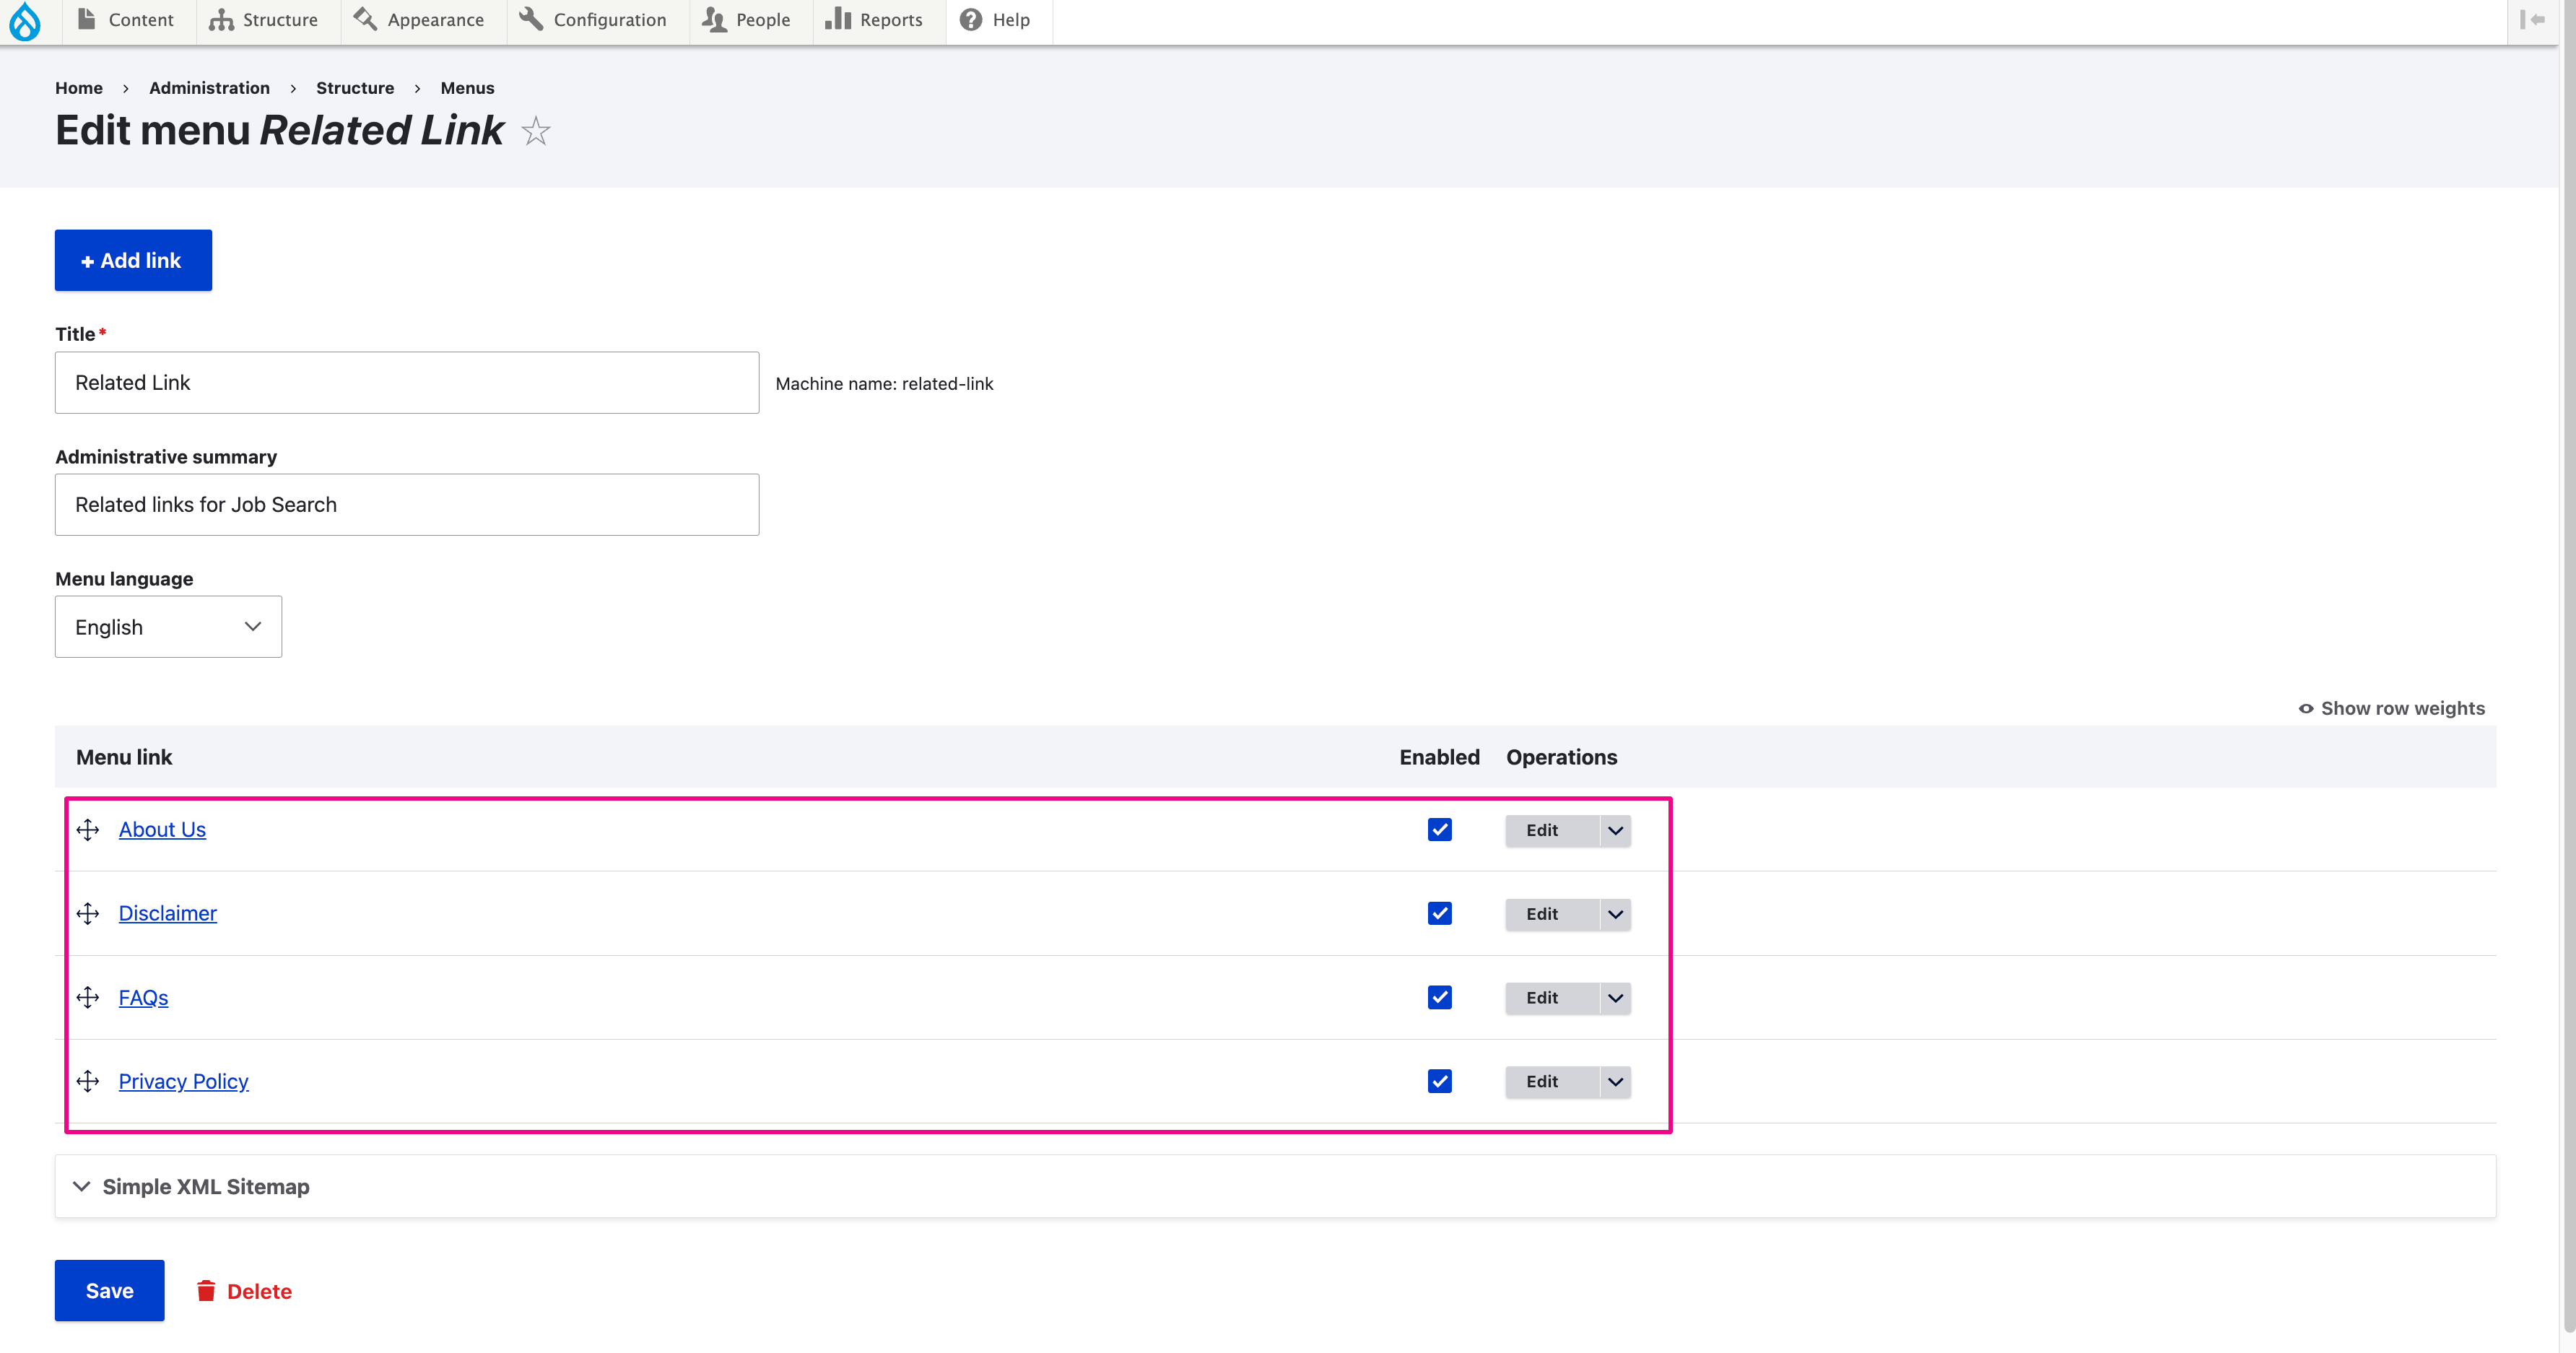 Content Structure Appearance Configuration People Reports Help
Home › Administration › Structure › Menus
Edit menu Related Link
+ Add link
Title*
Related Link
Machine name: related-link
Administrative summary
Related links for Job Search
Menu language
English
Show row weights
Menu link Enabled Operations
About Us Edit
Disclaimer Edit
FAQs Edit
Privacy Policy Edit
Simple XML Sitemap
Save Delete